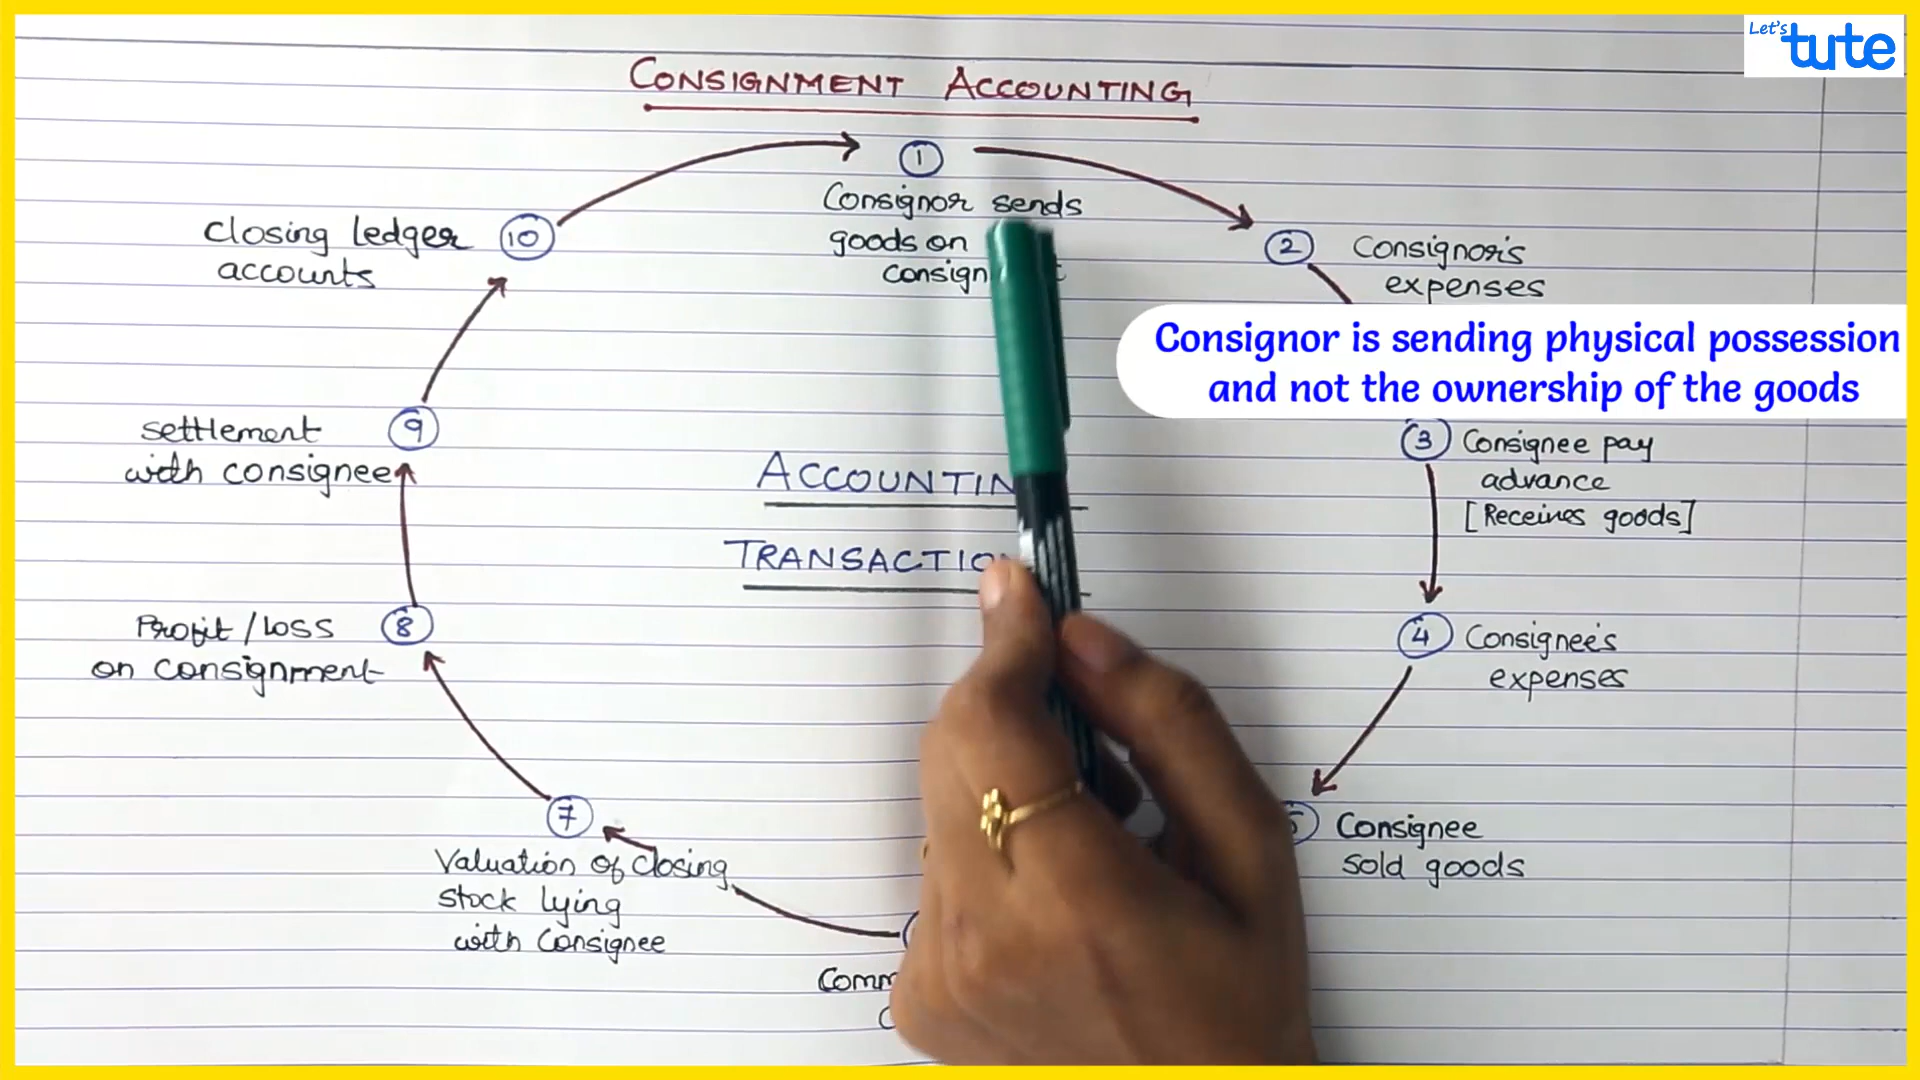 Let's
tute
CONSIGNMENT ACCOUNTING
1
Consignor sends
goods on
2
Consignor's
expenses
Consignor is sending physical possession
and not the ownership of the goods
3
Consignee pay
advance
[Receives goods]
4
Consignee's
expenses
Consignee
sold goods
7
Valuation of closing
stock lying
with Consignee
8
Profit/Loss
on consignment
9
settlement
with consignee
10
closing ledger
accounts
ACCOUNTIN
TRANSACTIO